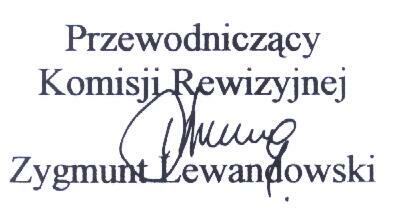 Przewodniczący
Komisji Rewizyjnej
Zygmunt Lewandowski